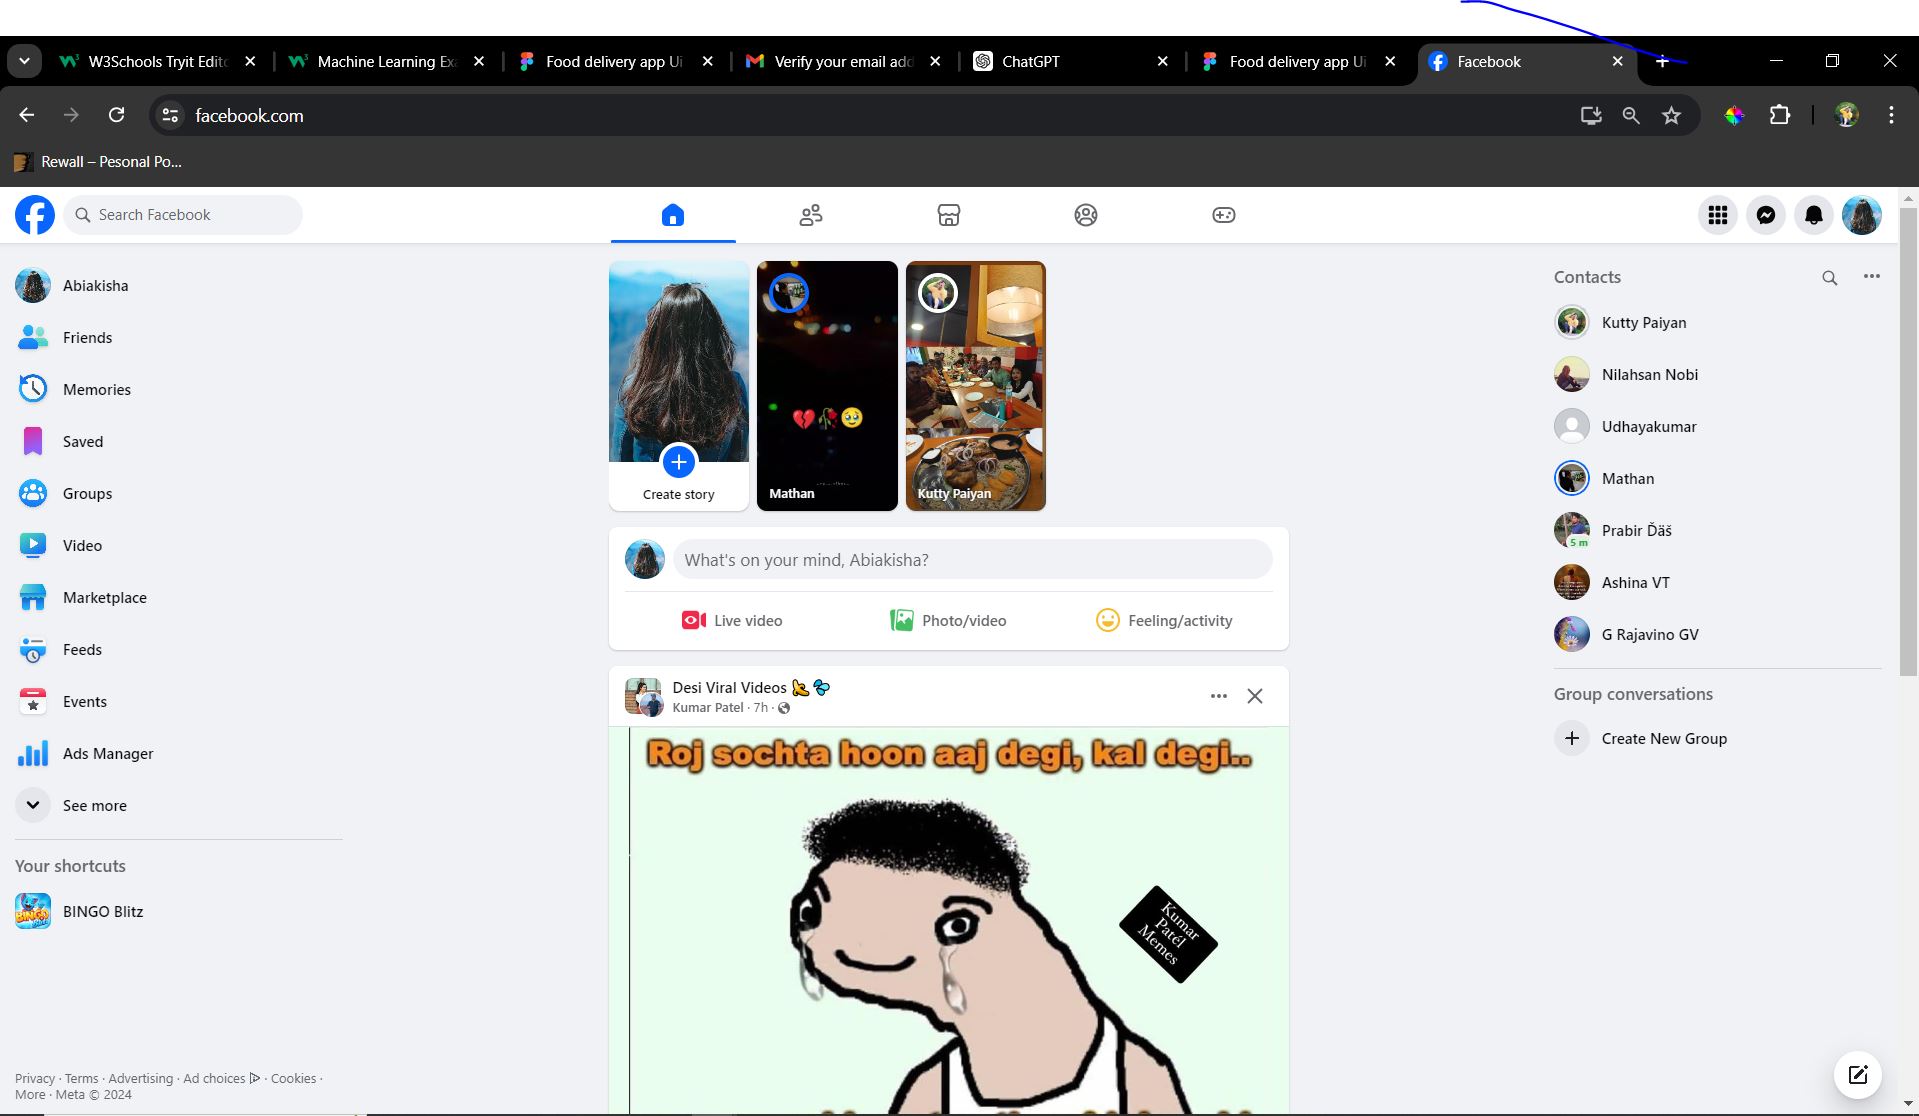 W3Schools Tryit Edito
Machine Learning Exa
Food delivery app Ui
Verify your email add
ChatGPT
Food delivery app Ui
Facebook
facebook.com
Rewall – Pesonal Po...
Search Facebook
Abiakisha
Friends
Memories
Saved
Groups
Video
Marketplace
Feeds
Events
Ads Manager
See more
Your shortcuts
BINGO Blitz
Privacy · Terms · Advertising · Ad choices · Cookies ·
More · Meta © 2024
Create story
Mathan
Kutty Paiyan
What's on your mind, Abiakisha?
Live video
Photo/video
Feeling/activity
Desi Viral Videos
Kumar Patel · 7h ·
Roj sochta hoon aaj degi, kal degi..
Kumar
Patel
Memes
Contacts
Kutty Paiyan
Nilahsan Nobi
Udhayakumar
Mathan
Prabir Ďäš
5 m
Ashina VT
G Rajavino GV
Group conversations
Create New Group